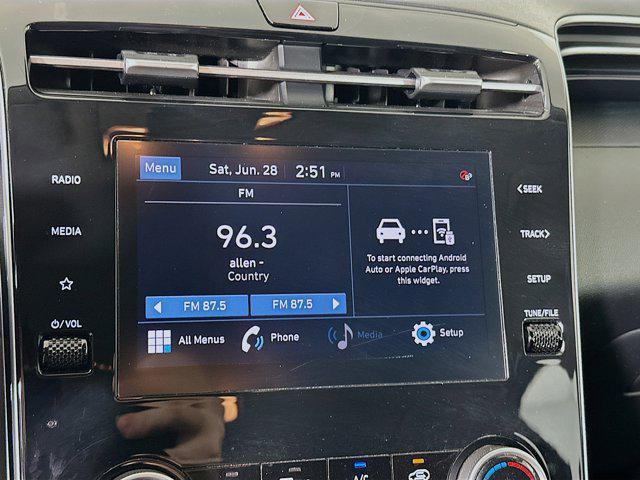 Menu
Sat, Jun. 28
2:51 PM
RADIO
FM
<SEEK
MEDIA
96.3
TRACK>
allen -
Country
To start connecting Android
Auto or Apple CarPlay, press
this widget.
SETUP
FM 87.5
FM 87.5
VOL
TUNE/FILE
All Menus
Phone
Media
Setup
A/C